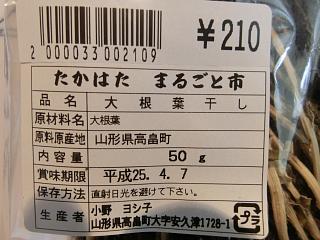 2 000033 002109
¥210
たかはた まるごと市
品名 大根葉干し
原材料名 大根葉
原料原産地 山形県高畠町
内容量 50g
賞味期限 平成25.4.7
保存方法 直射日光を避けて下さい。
生産者 小野 ヨシ子
山形県高畠町大字安久津1728-1
プラ